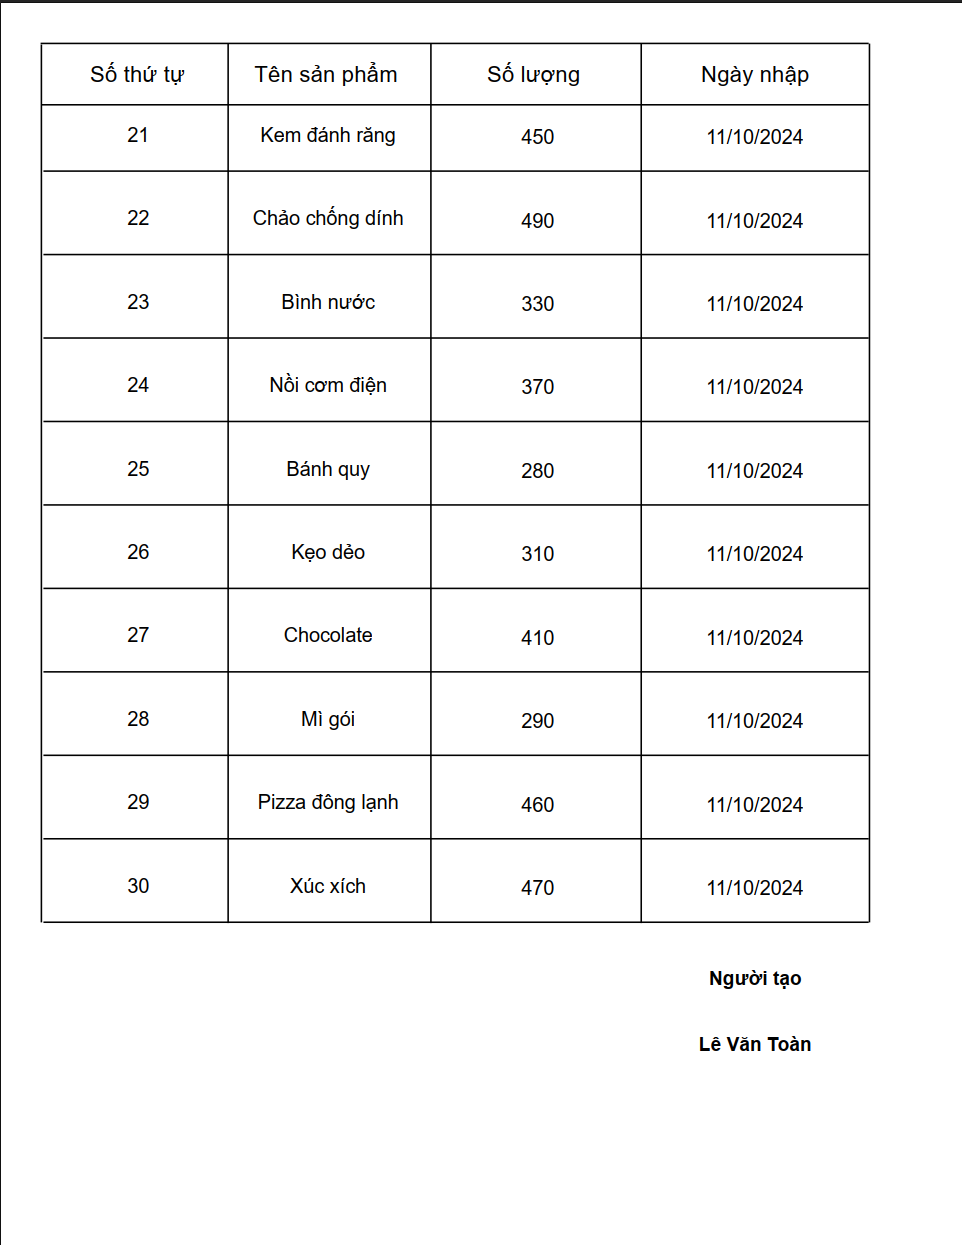 Số thứ tự Tên sản phẩm Số lượng Ngày nhập
21 Kem đánh răng 450 11/10/2024
22 Chảo chống dính 490 11/10/2024
23 Bình nước 330 11/10/2024
24 Nồi cơm điện 370 11/10/2024
25 Bánh quy 280 11/10/2024
26 Kẹo dẻo 310 11/10/2024
27 Chocolate 410 11/10/2024
28 Mì gói 290 11/10/2024
29 Pizza đông lạnh 460 11/10/2024
30 Xúc xích 470 11/10/2024
Người tạo
Lê Văn Toàn